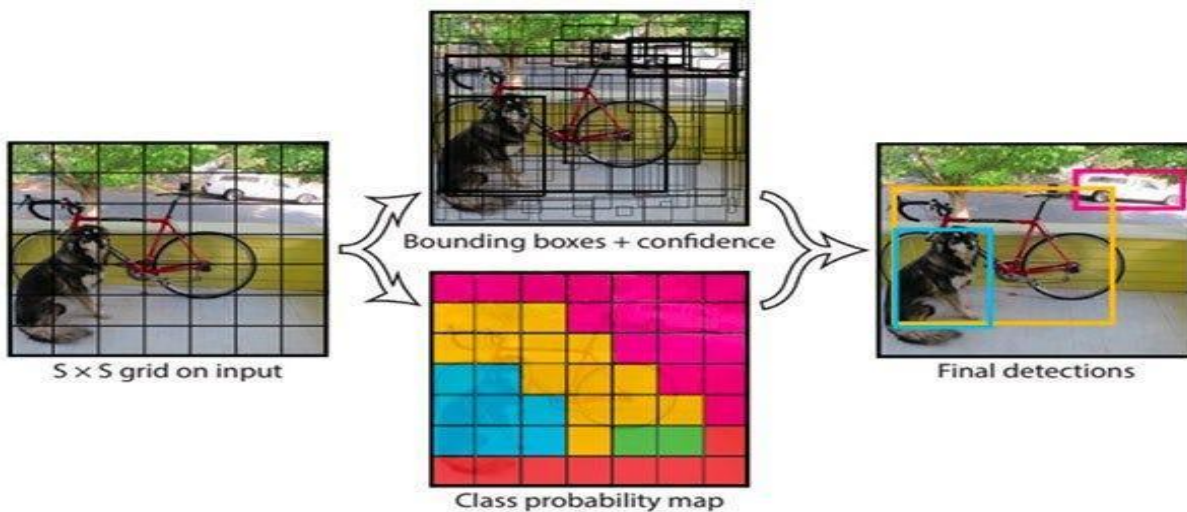 Bounding boxes + confidence
S × S grid on input
Final detections
Class probability map